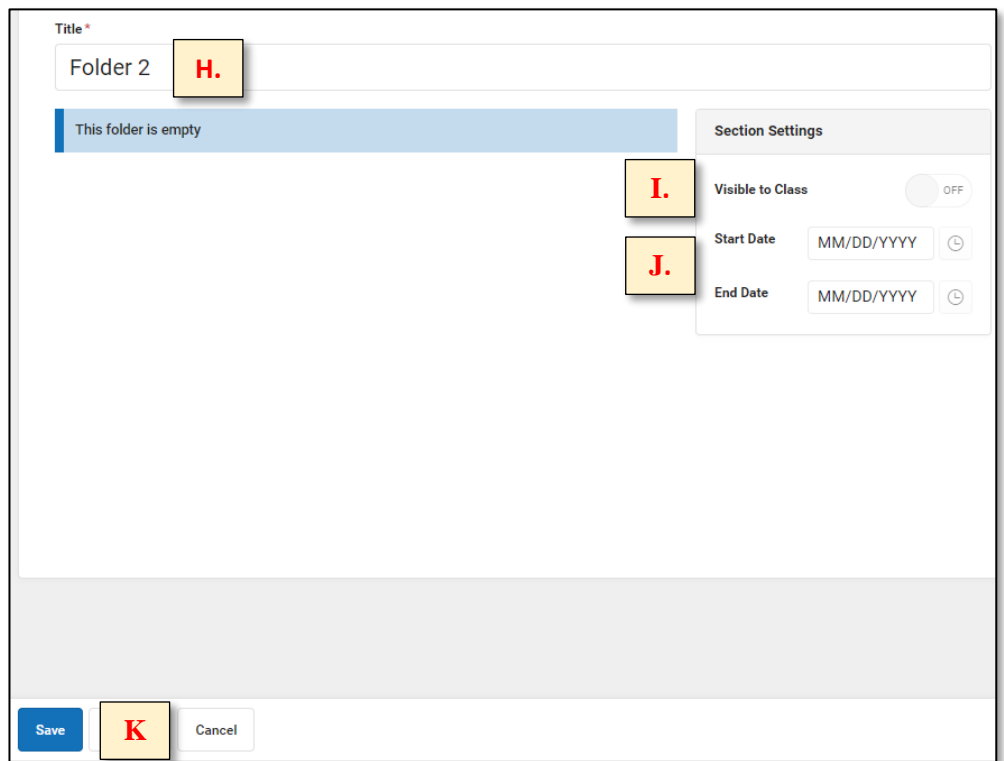 Title*
Folder 2 H.
This folder is empty
Section Settings
I. Visible to Class OFF
Start Date MM/DD/YYYY
J.
End Date MM/DD/YYYY
Save K Cancel